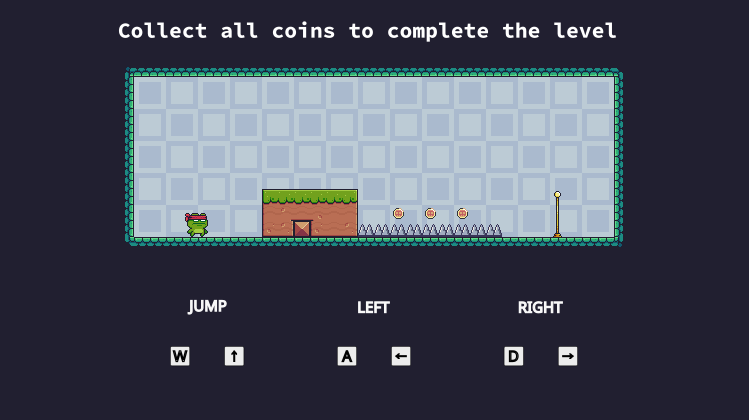 Collect all coins to complete the level
JUMP LEFT RIGHT
W ↑ A ← D →